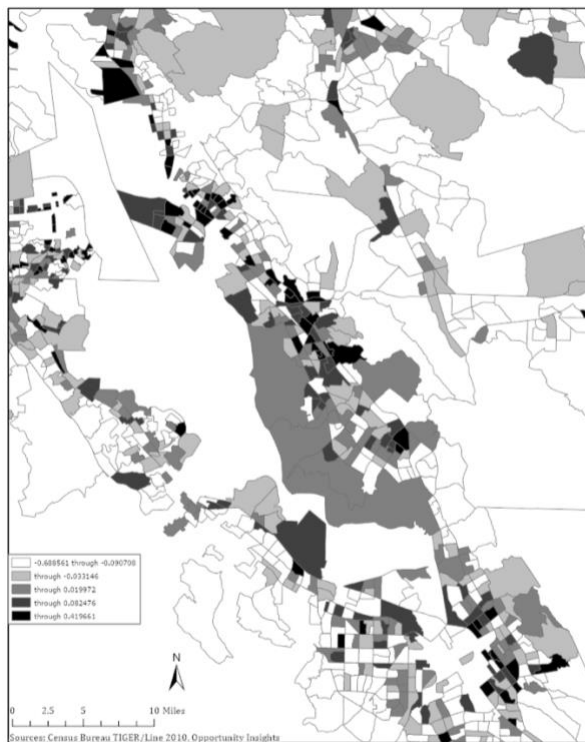 -0.688561 through -0.090708
through -0.033146
through 0.019972
through 0.082476
through 0.419661
N
0 2.5 5 10 Miles
Sources: Census Bureau TIGER/Line 2010, Opportunity Insights